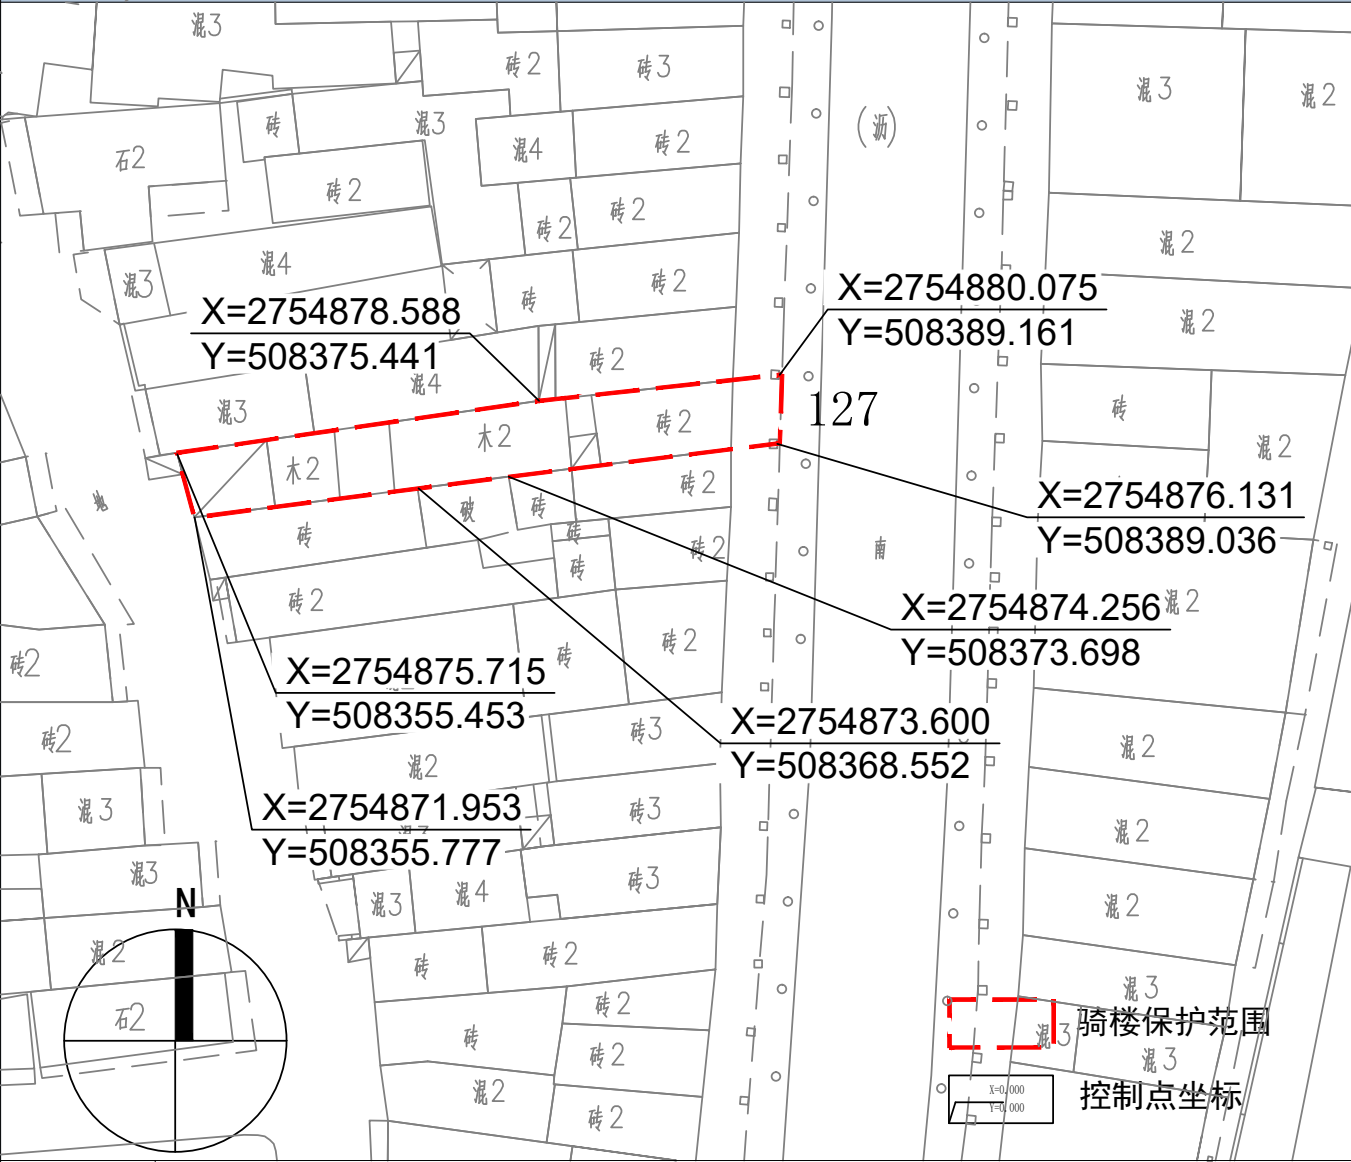 混3
砖2
砖3
混3
混2
砖
混3
(沥)
石2
混4
砖2
砖2
砖2
砖2
混4
混2
混3
砖
砖2
X=2754878.588
Y=508375.441
X=2754880.075
Y=508389.161
混2
砖2
混4
混3
127
砖
木2
砖2
木2
混2
砖2
X=2754876.131
Y=508389.036
砖
破
砖
砖
砖2
南
砖
砖2
X=2754874.256
Y=508373.698
混2
砖2
砖2
砖
X=2754875.715
Y=508355.453
X=2754873.600
Y=508368.552
砖3
砖2
混2
混2
X=2754871.953
Y=508355.777
混3
砖3
混2
混3
砖3
混3
混4
混2
N
混2
砖
砖2
混3
石2
砖2
骑楼保护范围
混3
砖
砖2
混3
混2
X=0.000
Y=0.000
控制点坐标
砖2